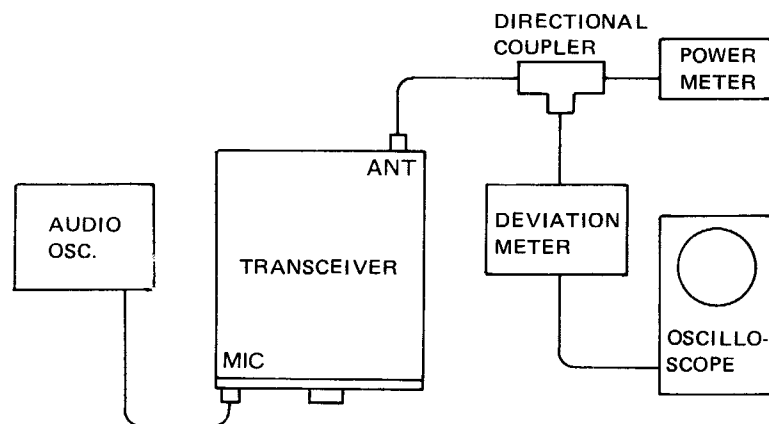 DIRECTIONAL
COUPLER
POWER
METER
ANT
AUDIO
OSC.
TRANSCEIVER
DEVIATION
METER
MIC
OSCILLO-
SCOPE